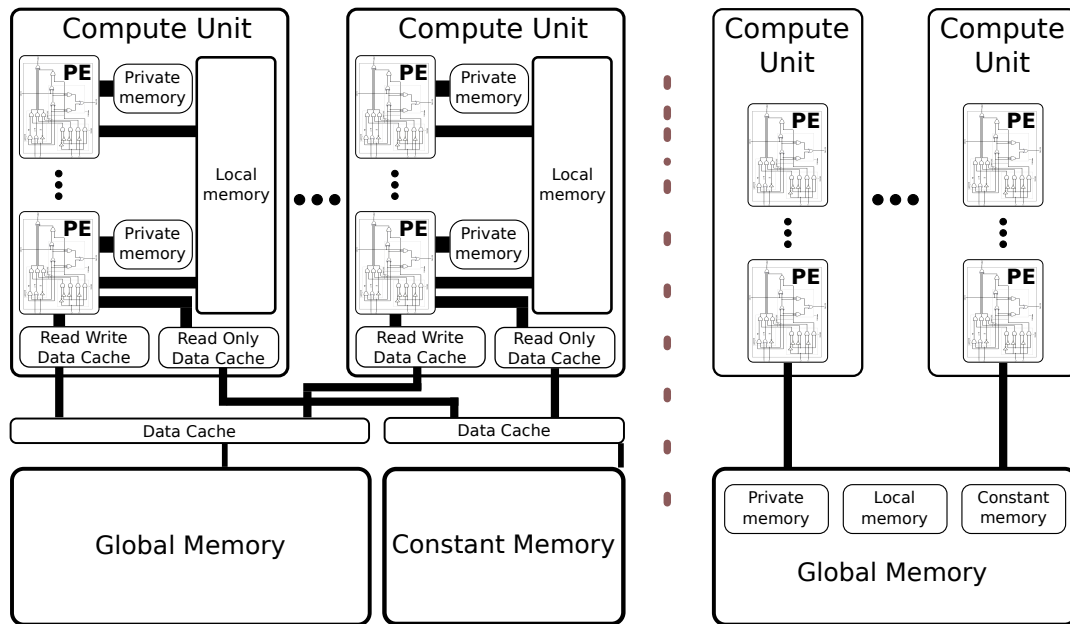 Compute Unit
PE
Private
memory
Local
memory
PE
Private
memory
Read Write
Data Cache
Read Only
Data Cache
Compute Unit
PE
Private
memory
Local
memory
PE
Private
memory
Read Write
Data Cache
Read Only
Data Cache
Data Cache
Data Cache
Global Memory
Constant Memory
Compute
Unit
PE
PE
Compute
Unit
PE
PE
Private
memory
Local
memory
Constant
memory
Global Memory